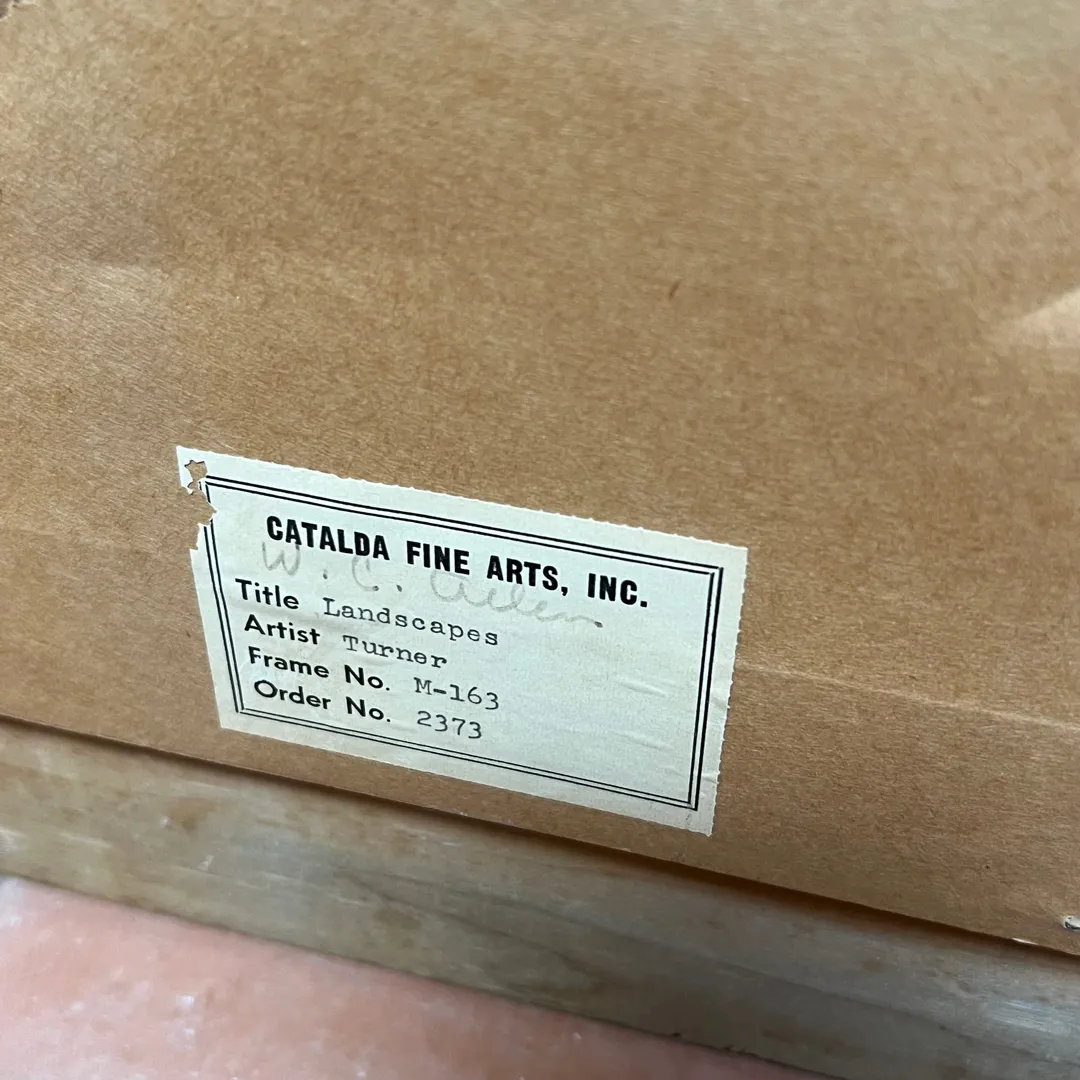 CATALDA FINE ARTS, INC.
W. C.
Title Landscapes
Artist Turner
Frame No. M-163
Order No. 2373